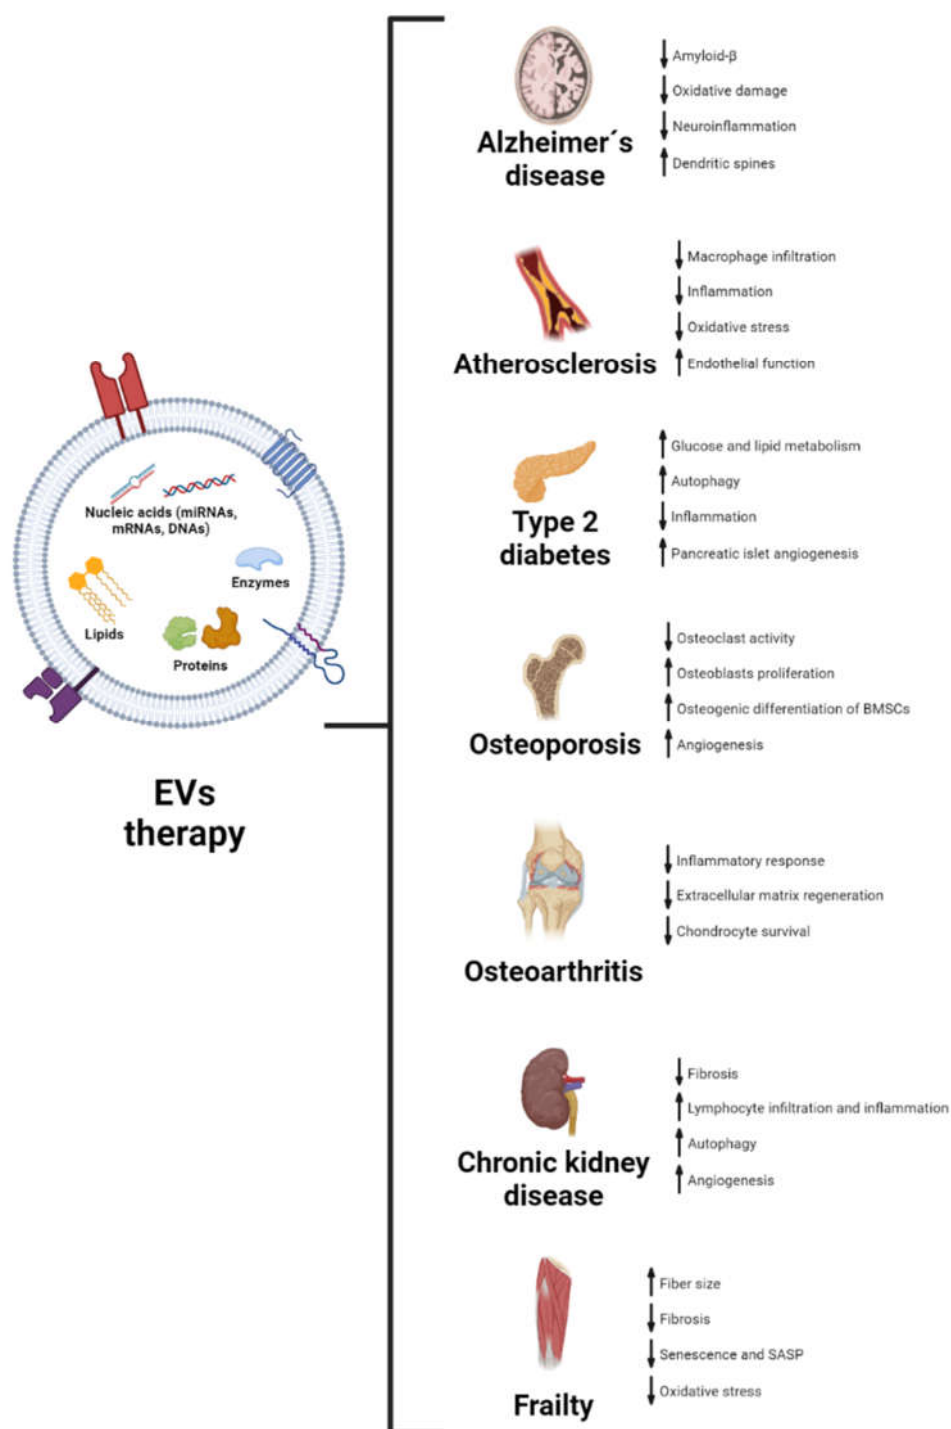 Nucleic acids (miRNAs,
mRNAs, DNAs)
Enzymes
Lipids
Proteins
EVs
therapy
Alzheimer´s
disease
↓ Amyloid-β
↓ Oxidative damage
↓ Neuroinflammation
↑ Dendritic spines
Atherosclerosis
↓ Macrophage infiltration
↓ Inflammation
↓ Oxidative stress
↑ Endothelial function
Type 2
diabetes
↑ Glucose and lipid metabolism
↑ Autophagy
↓ Inflammation
↑ Pancreatic islet angiogenesis
Osteoporosis
↓ Osteoclast activity
↑ Osteoblasts proliferation
↑ Osteogenic differentiation of BMSCs
↑ Angiogenesis
Osteoarthritis
↓ Inflammatory response
↓ Extracellular matrix regeneration
↓ Chondrocyte survival
Chronic kidney
disease
↓ Fibrosis
↑ Lymphocyte infiltration and inflammation
↑ Autophagy
↑ Angiogenesis
Frailty
↑ Fiber size
↓ Fibrosis
↓ Senescence and SASP
↓ Oxidative stress